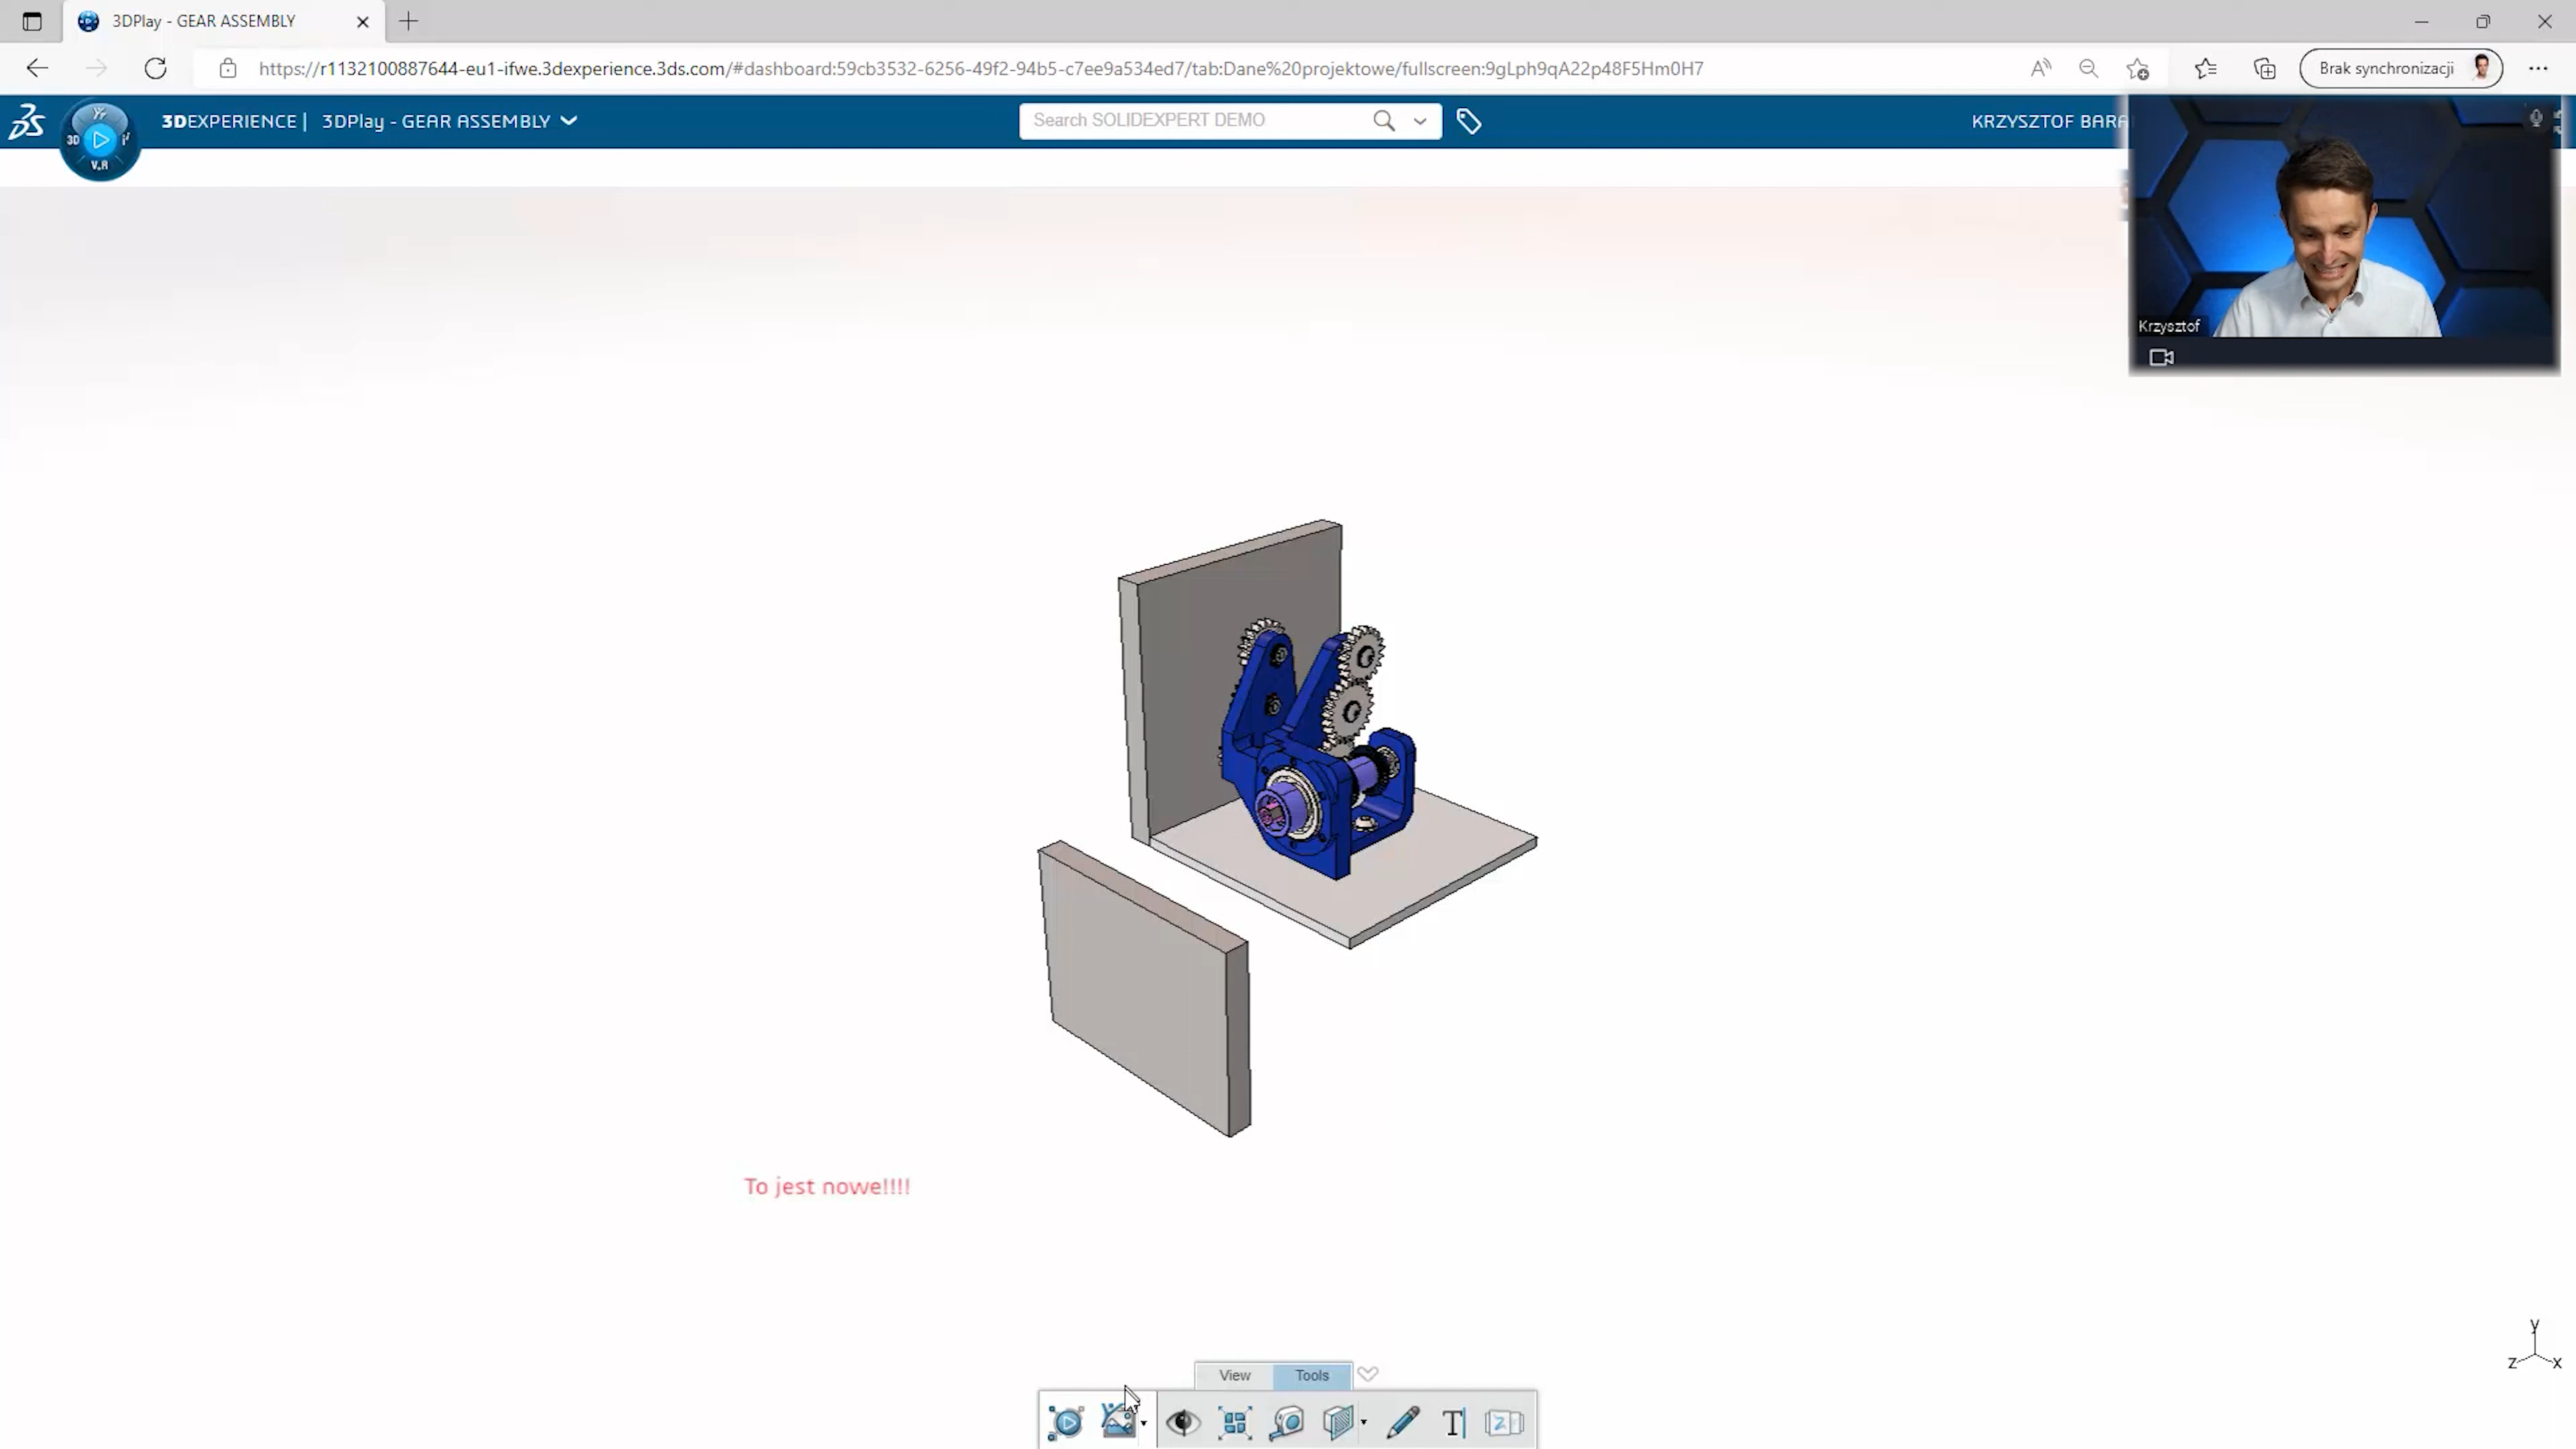 3DPlay - GEAR ASSEMBLY
https://r1132100887644-eu1-ifwe.3dexperience.3ds.com/#dashboard:59cb3532-6256-49f2-94b5-c7ee9a534ed7/tab:Dane%20projektowe/fullscreen:9gLph9qA22p48F5Hm0H7
Brak synchronizacji
3DEXPERIENCE | 3DPlay - GEAR ASSEMBLY
Search SOLIDEXPERT DEMO
KRZYSZTOF BARA
3D
V.R
Krzysztof
To jest nowe!!!!
y
z
x
View
Tools